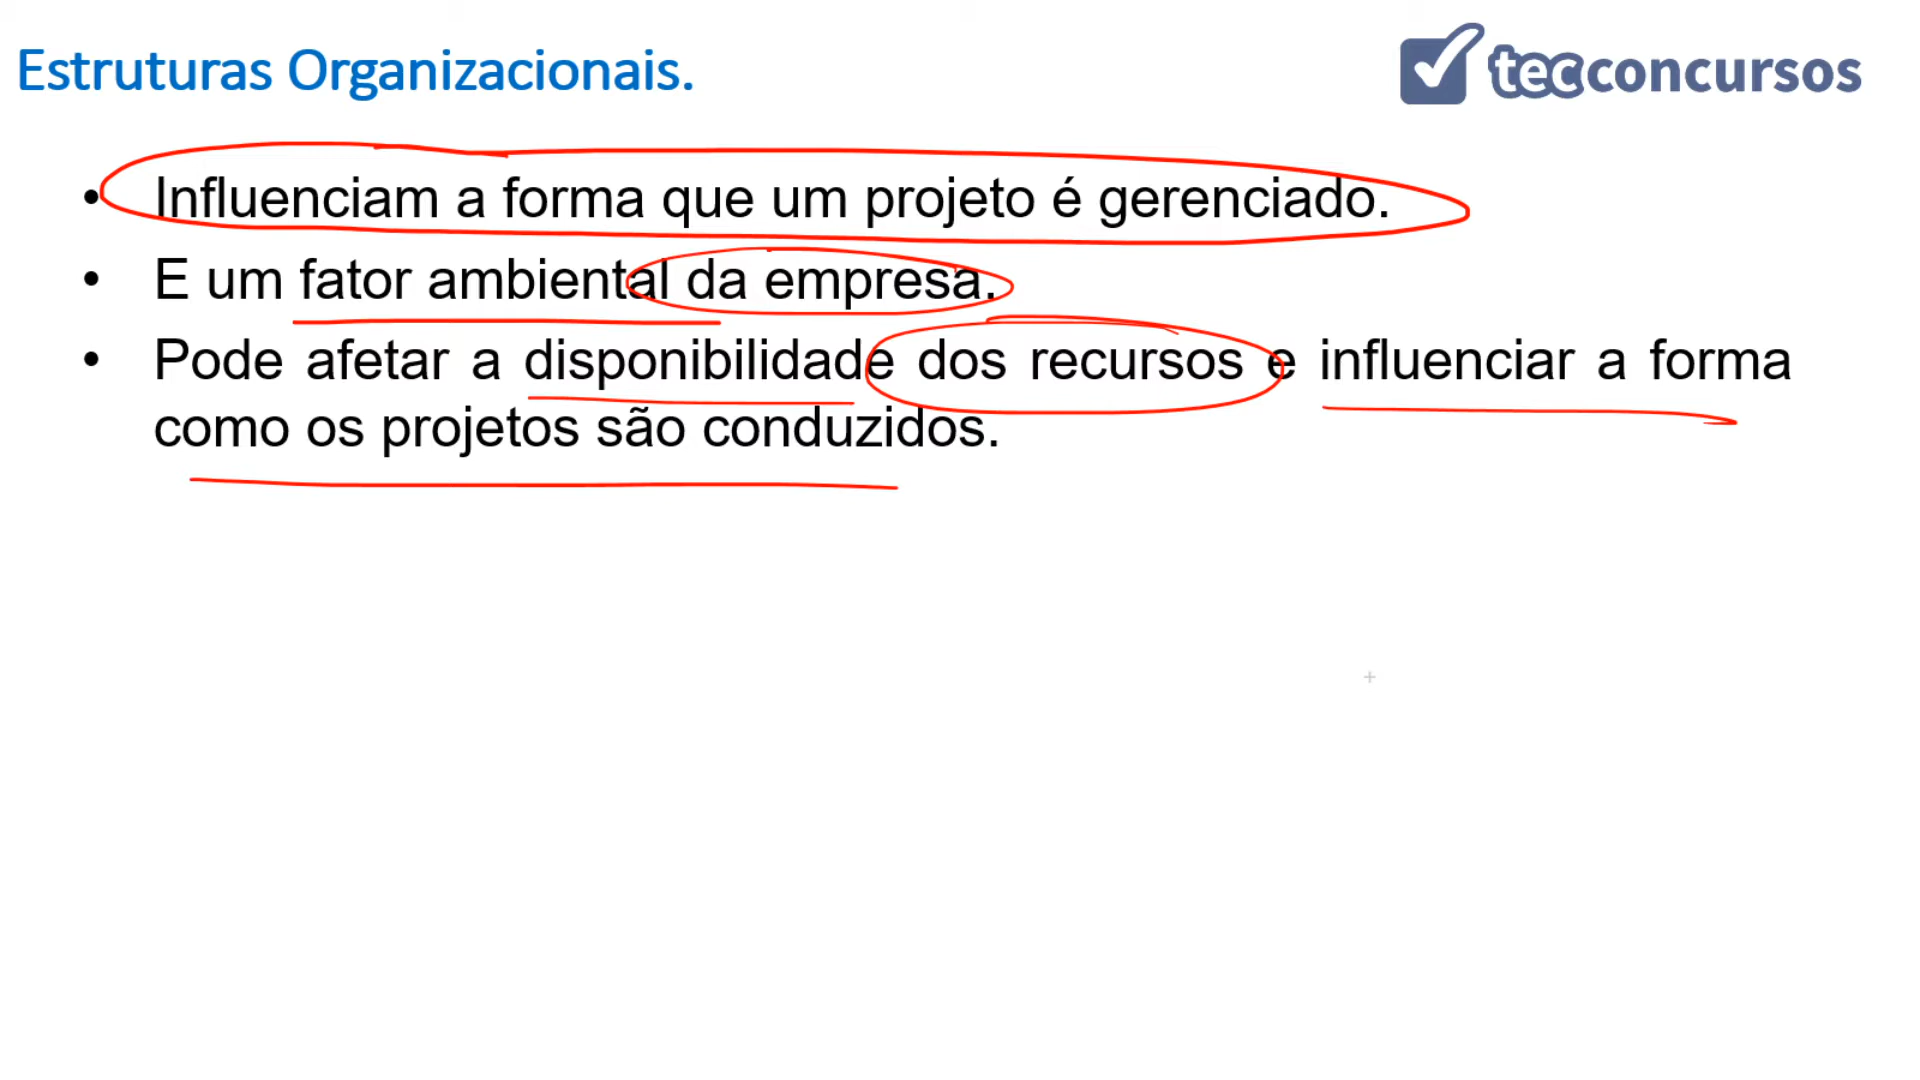 Estruturas Organizacionais.
tecconcursos
• Influenciam a forma que um projeto é gerenciado.
• E um fator ambiental da empresa.
• Pode afetar a disponibilidade dos recursos e influenciar a forma
como os projetos são conduzidos.